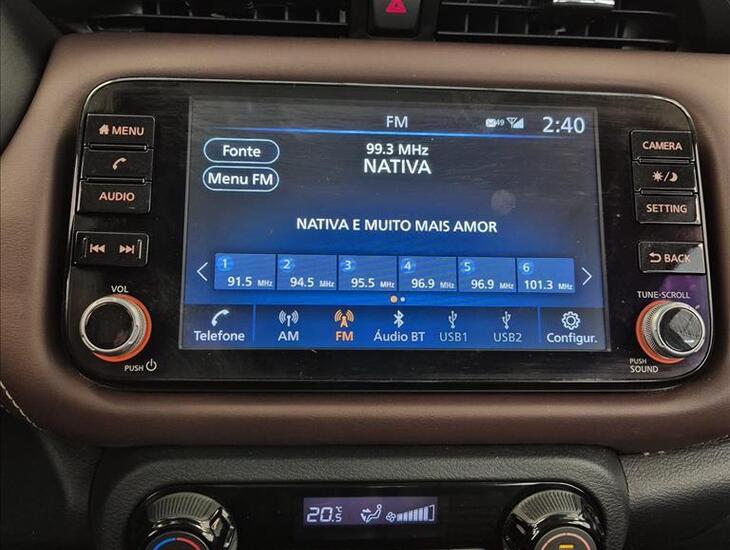 FM
49
2:40
MENU
AUDIO
VOL
PUSH
Fonte
Menu FM
99.3 MHz
NATIVA
NATIVA E MUITO MAIS AMOR
1 2 3 4 5 6
91.5 MHz 94.5 MHz 95.5 MHz 96.9 MHz 96.9 MHz 101.3 MHz
Telefone AM FM Áudio BT USB1 USB2 Configur.
CAMERA
SETTING
BACK
TUNE·SCROLL
PUSH
SOUND
20.5 °C